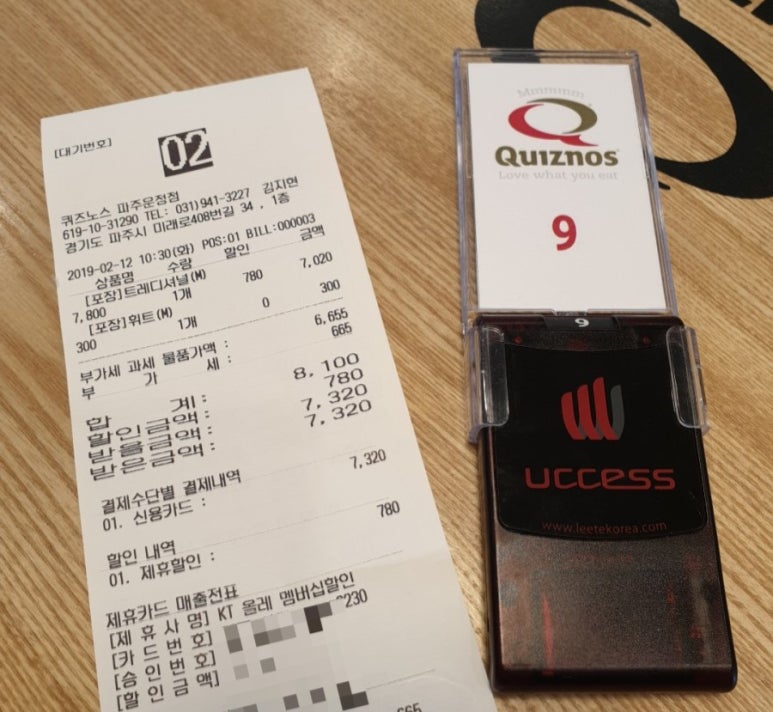 [대기번호]
02
퀴즈노스 파주운정점
619-10-31290 TEL: 031)941-3227 김지현
경기도 파주시 미래로408번길 34 , 1층
2019-02-12 10:30(화) POS:01 BILL:000003
상품명 수량 할인 금액
[포장]트레디셔널(M)
7,800 1개 780 7,020
[포장]휘트(M)
300 1개 0 300
부가세 과세 물품가액 : 6,655
부 가 세 : 665
합 계 : 8,100
할인금액 : 780
받을금액 : 7,320
받은금액 : 7,320
결제수단별 결제내역
01. 신용카드 : 7,320
할인 내역
01. 제휴할인 : 780
제휴카드 매출전표
[제 휴 사 명] KT 올레 멤버십할인
[카 드 번 호] 230
[승 인 번 호]
[할 인 금 액]
665
Mmmmm
Q
QUIZNOS
Love what you eat
9
9
uccess
www.leetekorea.com